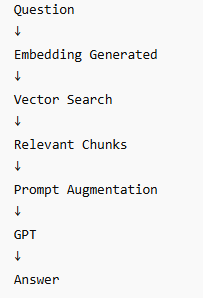 Question
↓
Embedding Generated
↓
Vector Search
↓
Relevant Chunks
↓
Prompt Augmentation
↓
GPT
↓
Answer